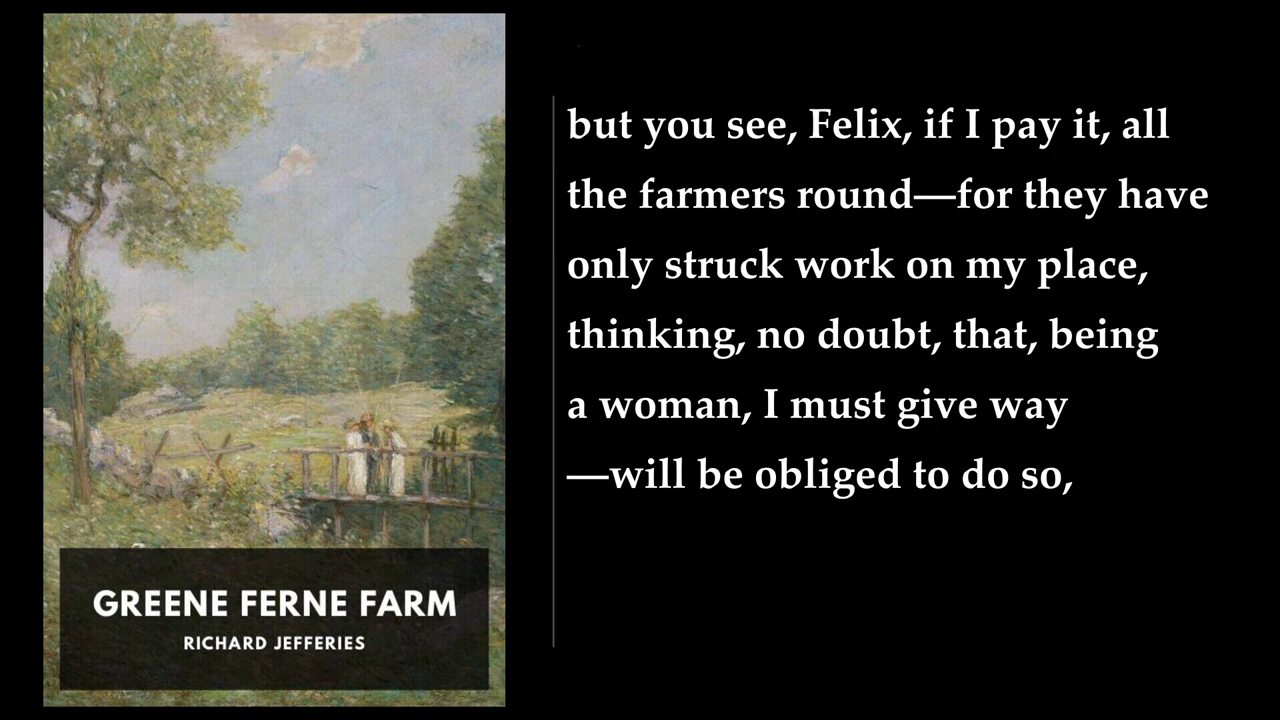 GREENE FERNE FARM
RICHARD JEFFERIES
but you see, Felix, if I pay it, all
the farmers round—for they have
only struck work on my place,
thinking, no doubt, that, being
a woman, I must give way
—will be obliged to do so,